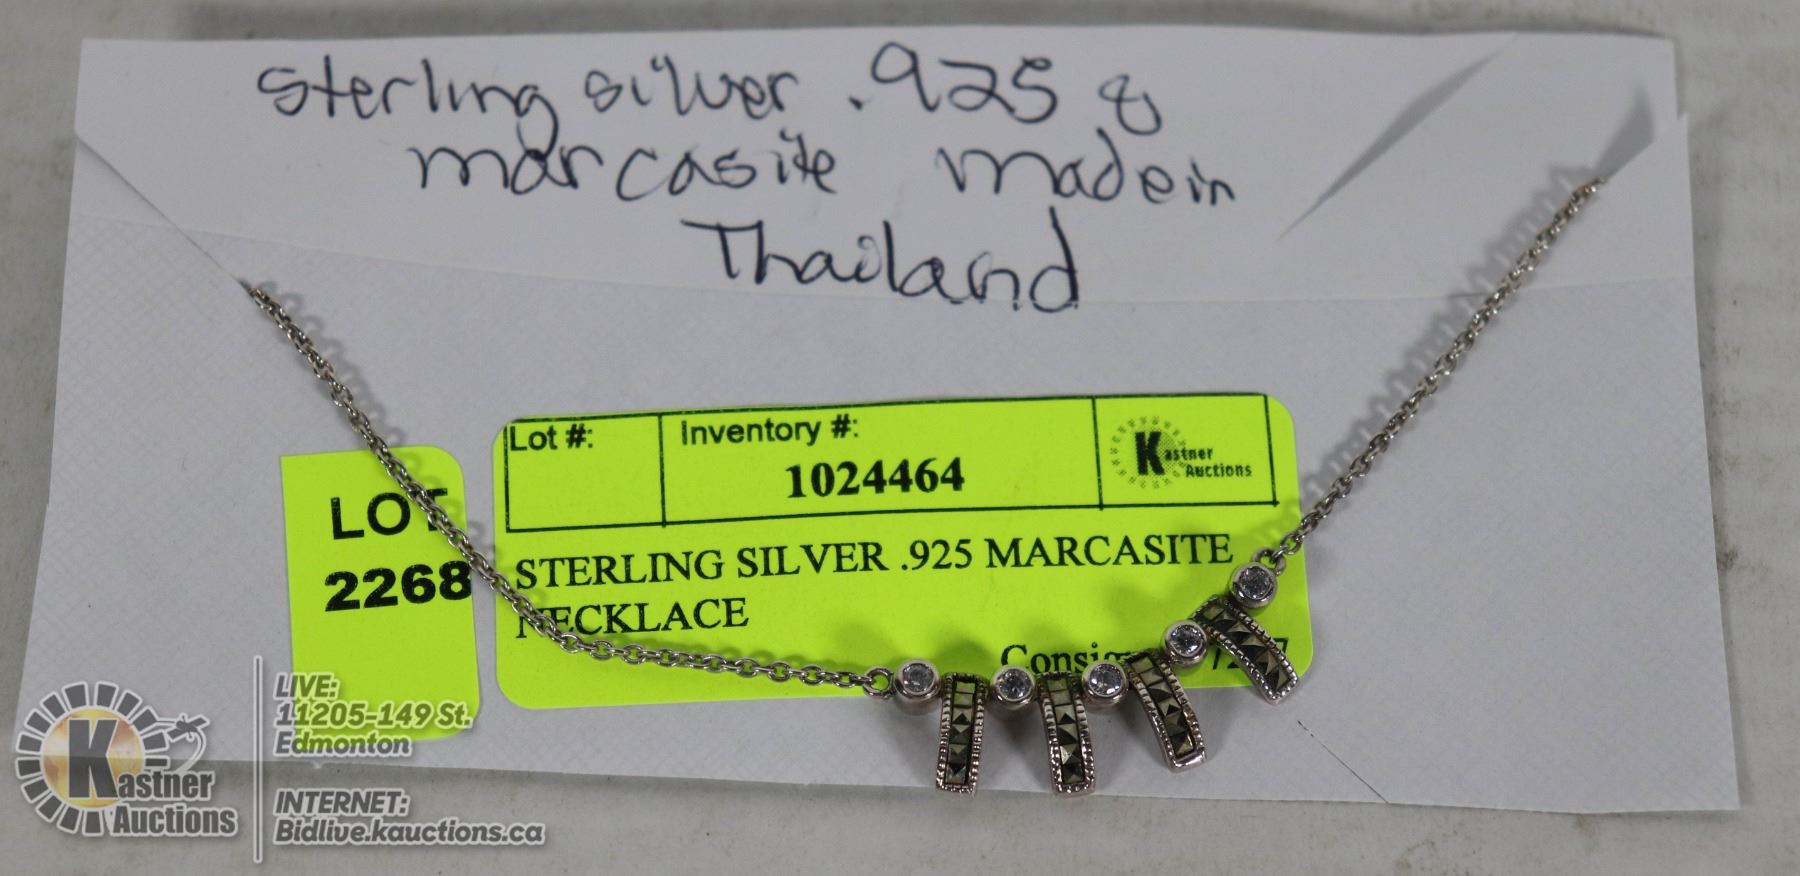 Sterling silver .925 &
marcasite made in
Thailand
Lot #:
Inventory #:
1024464
Kastner
Auctions
LOT
2268
STERLING SILVER .925 MARCASITE
NECKLACE
Kastner
Auctions
LIVE:
11205-149 St.
Edmonton
INTERNET:
Bidlive.kauctions.ca